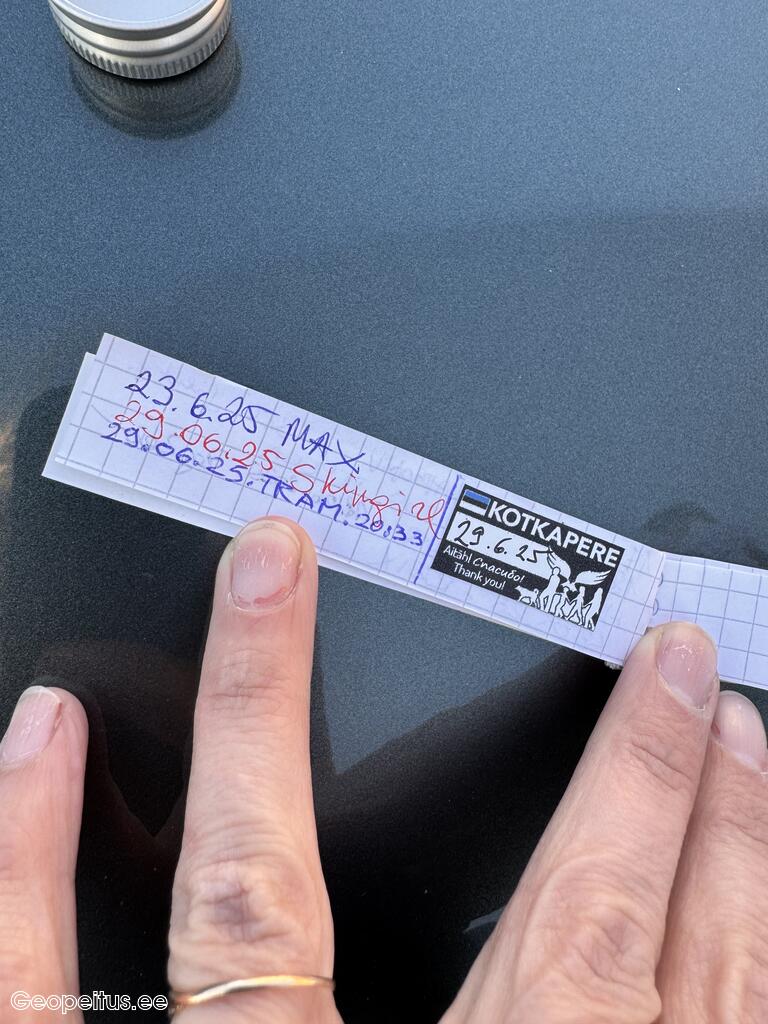 23.6.25 MAX
29.06.25 Skingirl
29.06.25. TRAM. 20:33
KOTKAPERE
29.6.25
Aitäh! Спасибо!
Thank you!
Geopeitus.ee